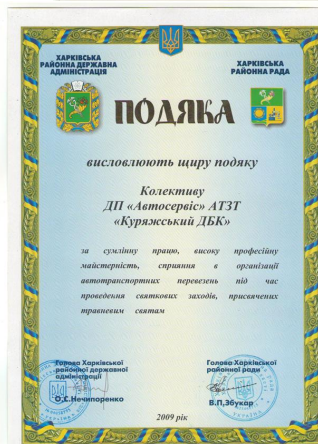 ХАРКІВСЬКА
РАЙОННА ДЕРЖАВНА
АДМІНІСТРАЦІЯ
ХАРКІВСЬКА
РАЙОННА РАДА
ПОДЯКА
висловлюють щиру подяку
Колективу
ДП «Автосервіс» АТЗТ
«Куряжський ДБК»
за сумлінну працю, високу професійну
майстерність, сприяння в організації
автотранспортних перевезень під час
проведення святкових заходів, присвячених
травневим святам
Голова Харківської
районної державної
адміністрації
О.Є.Нечипоренко
Голова Харківської
районної ради
В.П.Збукар
УКРАЇНА
2009 рік